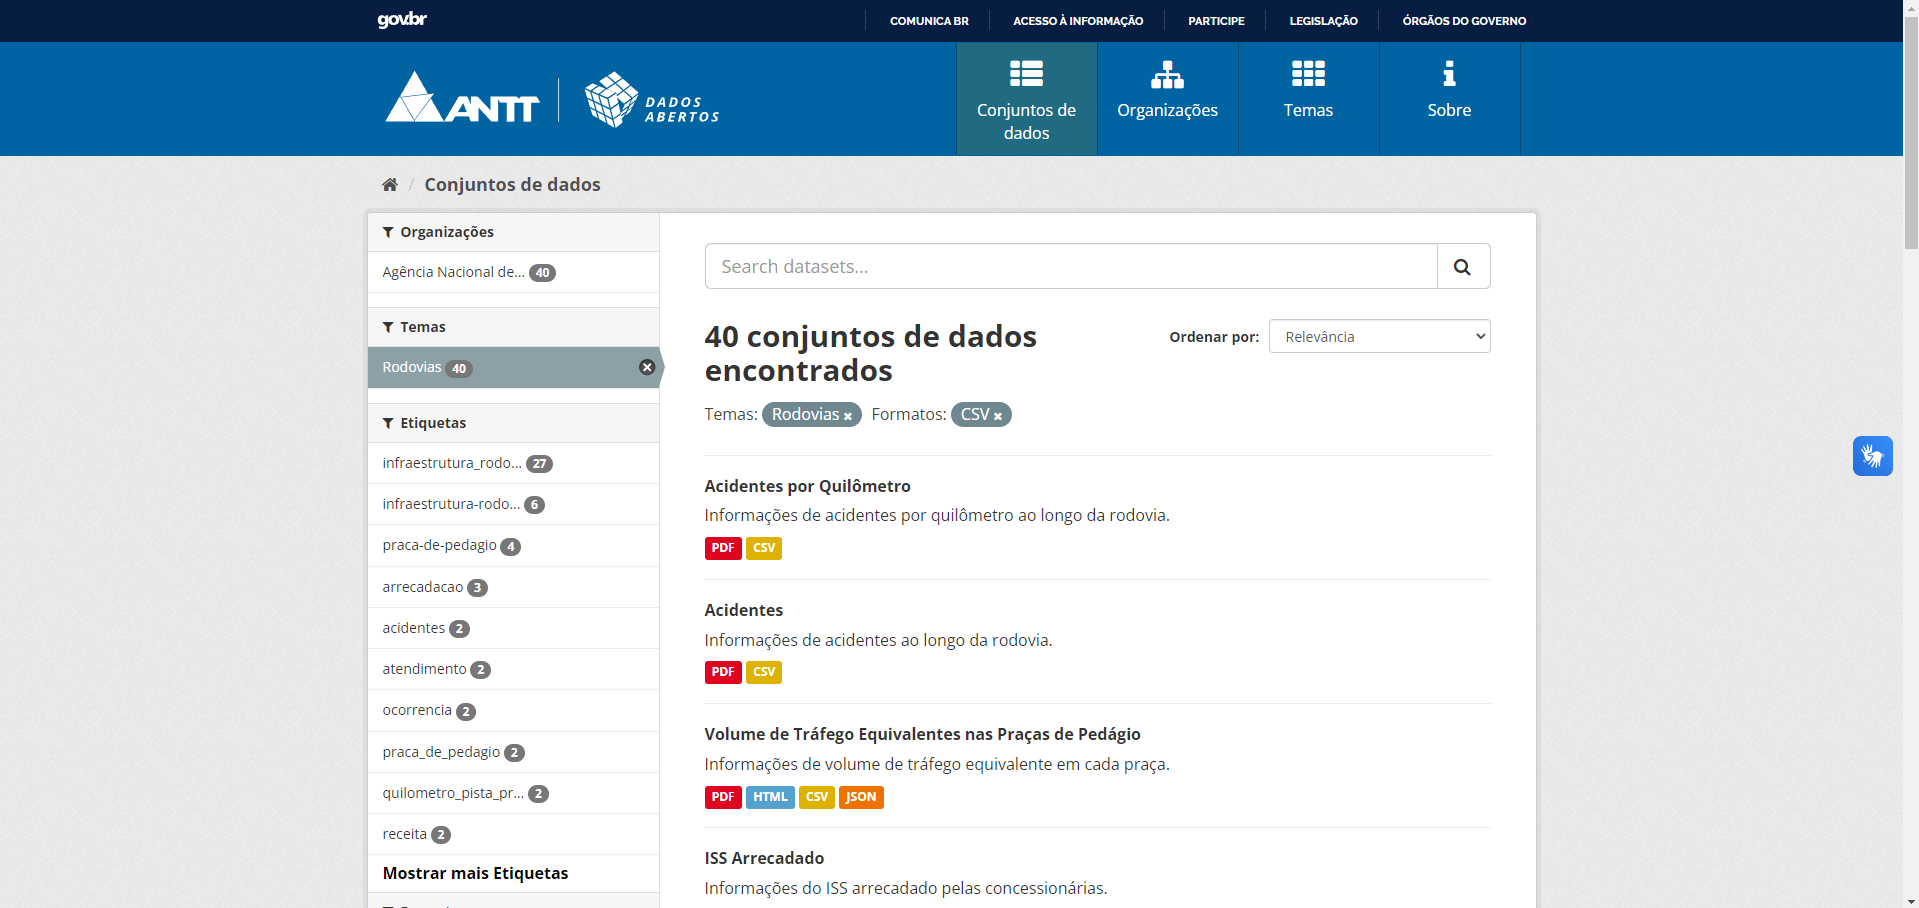 gov.br
COMUNICA BR
ACESSO À INFORMAÇÃO
PARTICIPE
LEGISLAÇÃO
ÓRGÃOS DO GOVERNO
ANTT
DADOS
ABERTOS
Conjuntos de
dados
Organizações
Temas
Sobre
/ Conjuntos de dados
Organizações
Agência Nacional de... 40
Temas
Rodovias 40
Etiquetas
infraestrutura_rodo... 27
infraestrutura-rodo... 6
praca-de-pedagio 4
arrecadacao 3
acidentes 2
atendimento 2
ocorrencia 2
praca_de_pedagio 2
quilometro_pista_pr... 2
receita 2
Mostrar mais Etiquetas
Search datasets...
40 conjuntos de dados
encontrados
Ordenar por: Relevância
Temas: Rodovias Formatos: CSV
Acidentes por Quilômetro
Informações de acidentes por quilômetro ao longo da rodovia.
PDF CSV
Acidentes
Informações de acidentes ao longo da rodovia.
PDF CSV
Volume de Tráfego Equivalentes nas Praças de Pedágio
Informações de volume de tráfego equivalente em cada praça.
PDF HTML CSV JSON
ISS Arrecadado
Informações do ISS arrecadado pelas concessionárias.